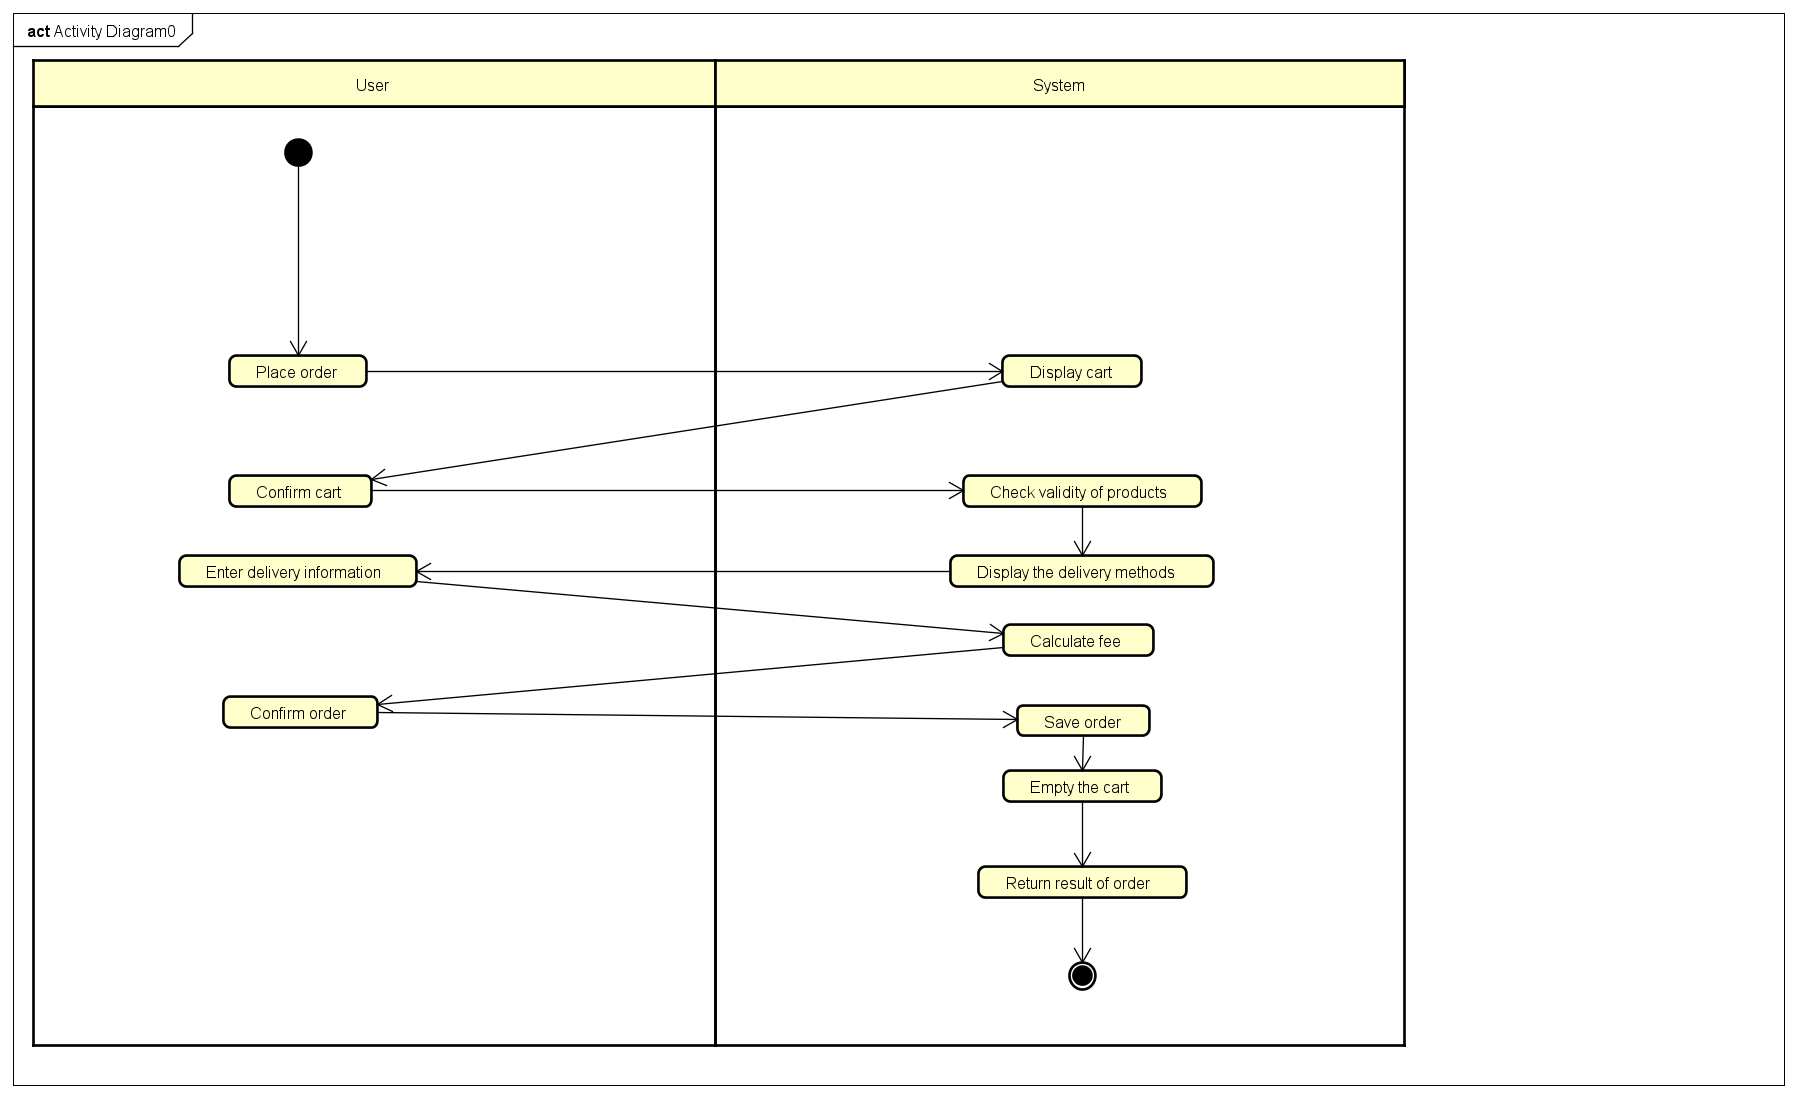 act Activity Diagram0
User
System
Place order
Display cart
Confirm cart
Check validity of products
Enter delivery information
Display the delivery methods
Calculate fee
Confirm order
Save order
Empty the cart
Return result of order